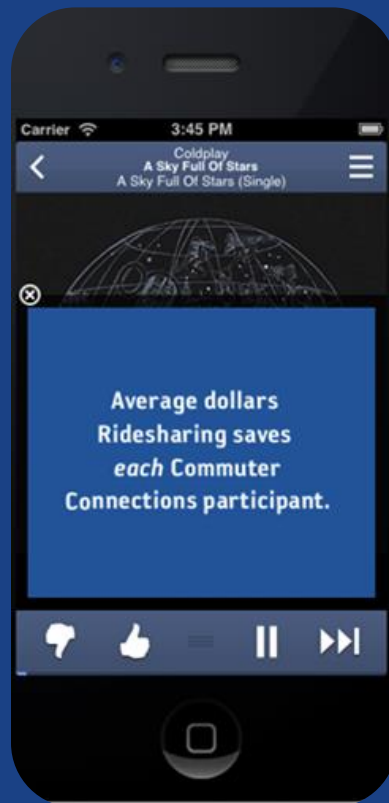 Carrier 3:45 PM
Coldplay
A Sky Full Of Stars
A Sky Full Of Stars (Single)
Average dollars
Ridesharing saves
each Commuter
Connections participant.